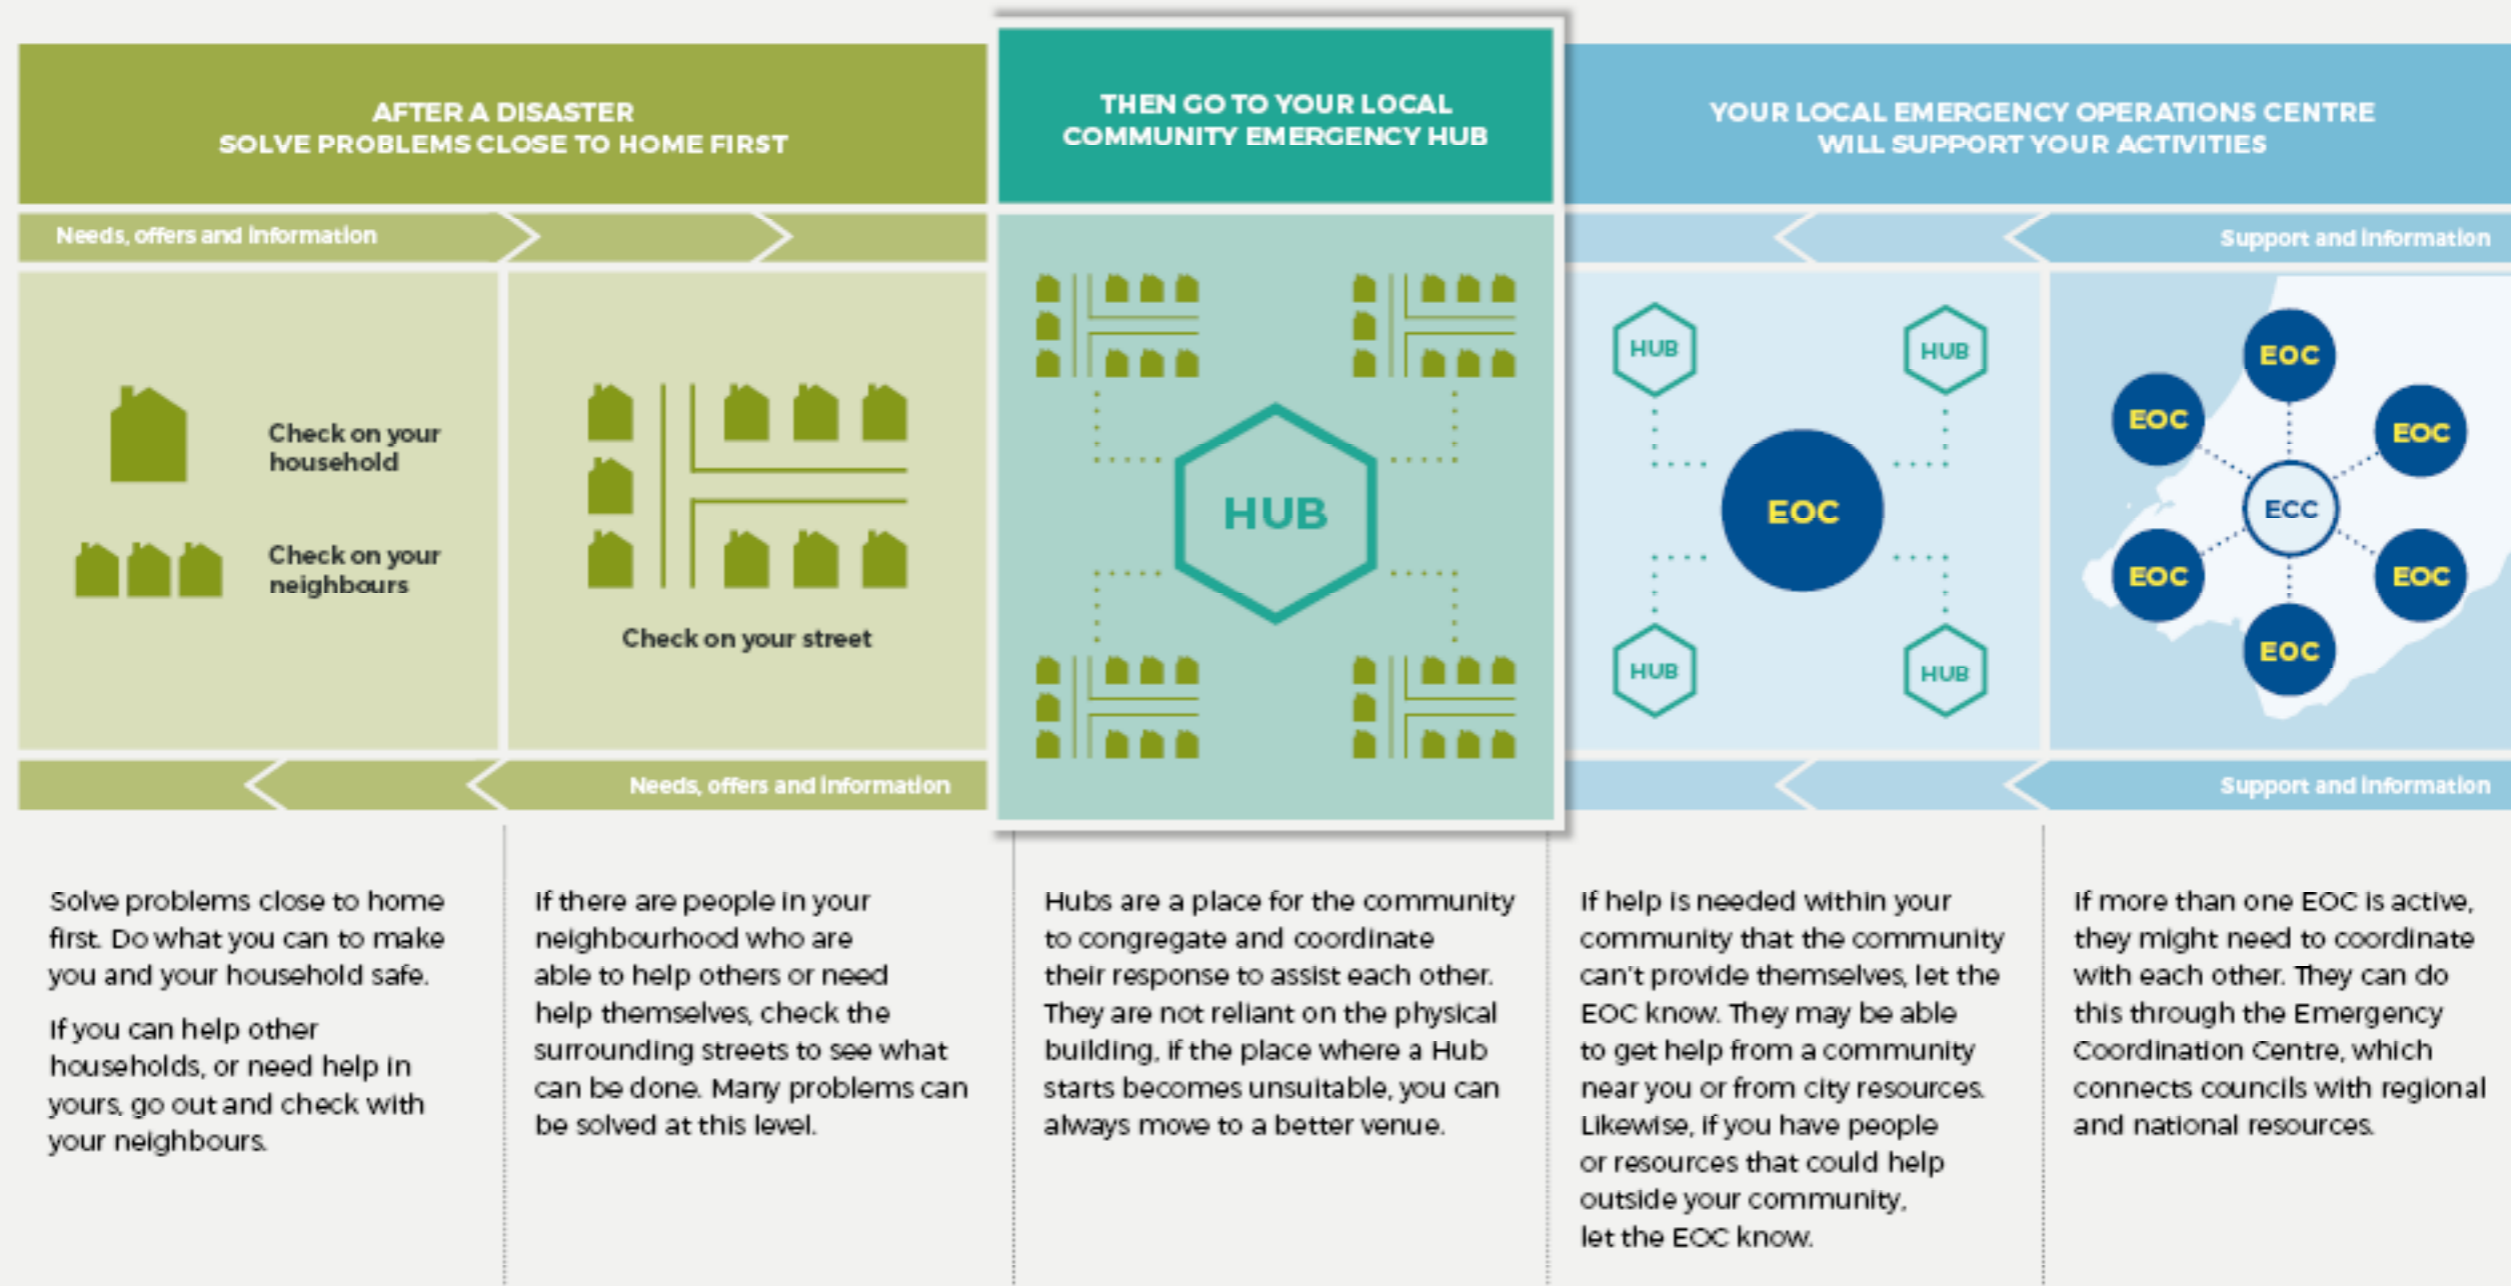 AFTER A DISASTER
SOLVE PROBLEMS CLOSE TO HOME FIRST
THEN GO TO YOUR LOCAL
COMMUNITY EMERGENCY HUB
YOUR LOCAL EMERGENCY OPERATIONS CENTRE
WILL SUPPORT YOUR ACTIVITIES
Needs, offers and information
Support and information
Check on your
household
Check on your
neighbours
Check on your street
HUB
HUB
HUB
EOC
HUB
HUB
EOC
EOC
EOC
ECC
EOC
EOC
EOC
Needs, offers and information
Support and information
Solve problems close to home
first. Do what you can to make
you and your household safe.
If you can help other
households, or need help in
yours, go out and check with
your neighbours.
If there are people in your
neighbourhood who are
able to help others or need
help themselves, check the
surrounding streets to see what
can be done. Many problems can
be solved at this level.
Hubs are a place for the community
to congregate and coordinate
their response to assist each other.
They are not reliant on the physical
building, if the place where a Hub
starts becomes unsuitable, you can
always move to a better venue.
If help is needed within your
community that the community
can't provide themselves, let the
EOC know. They may be able
to get help from a community
near you or from city resources.
Likewise, if you have people
or resources that could help
outside your community,
let the EOC know.
If more than one EOC is active,
they might need to coordinate
with each other. They can do
this through the Emergency
Coordination Centre, which
connects councils with regional
and national resources.